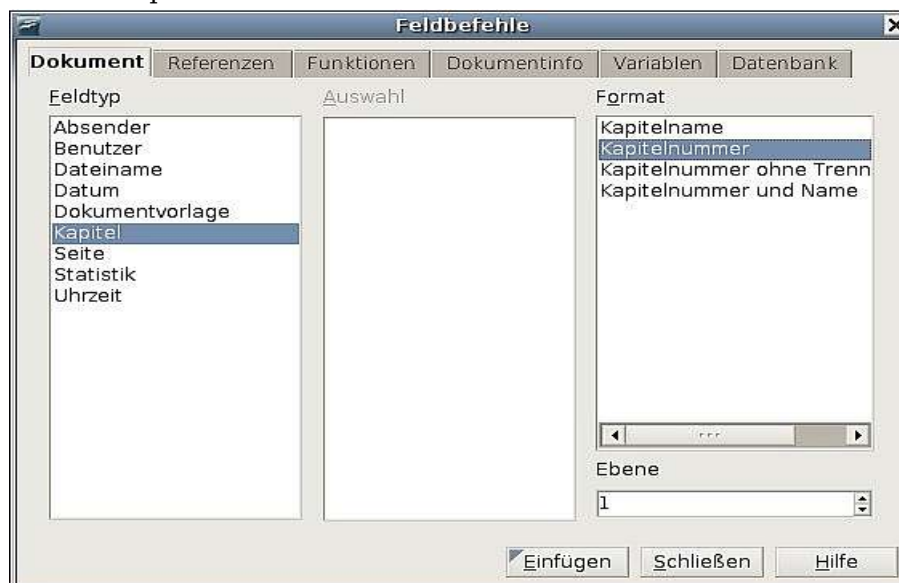 Feldbefehle
Dokument Referenzen Funktionen Dokumentinfo Variablen Datenbank
Feldtyp
Absender
Benutzer
Dateiname
Datum
Dokumentvorlage
Kapitel
Seite
Statistik
Uhrzeit
Auswahl
Format
Kapitelname
Kapitelnummer
Kapitelnummer ohne Trenn
Kapitelnummer und Name
Ebene
1
Einfügen Schließen Hilfe